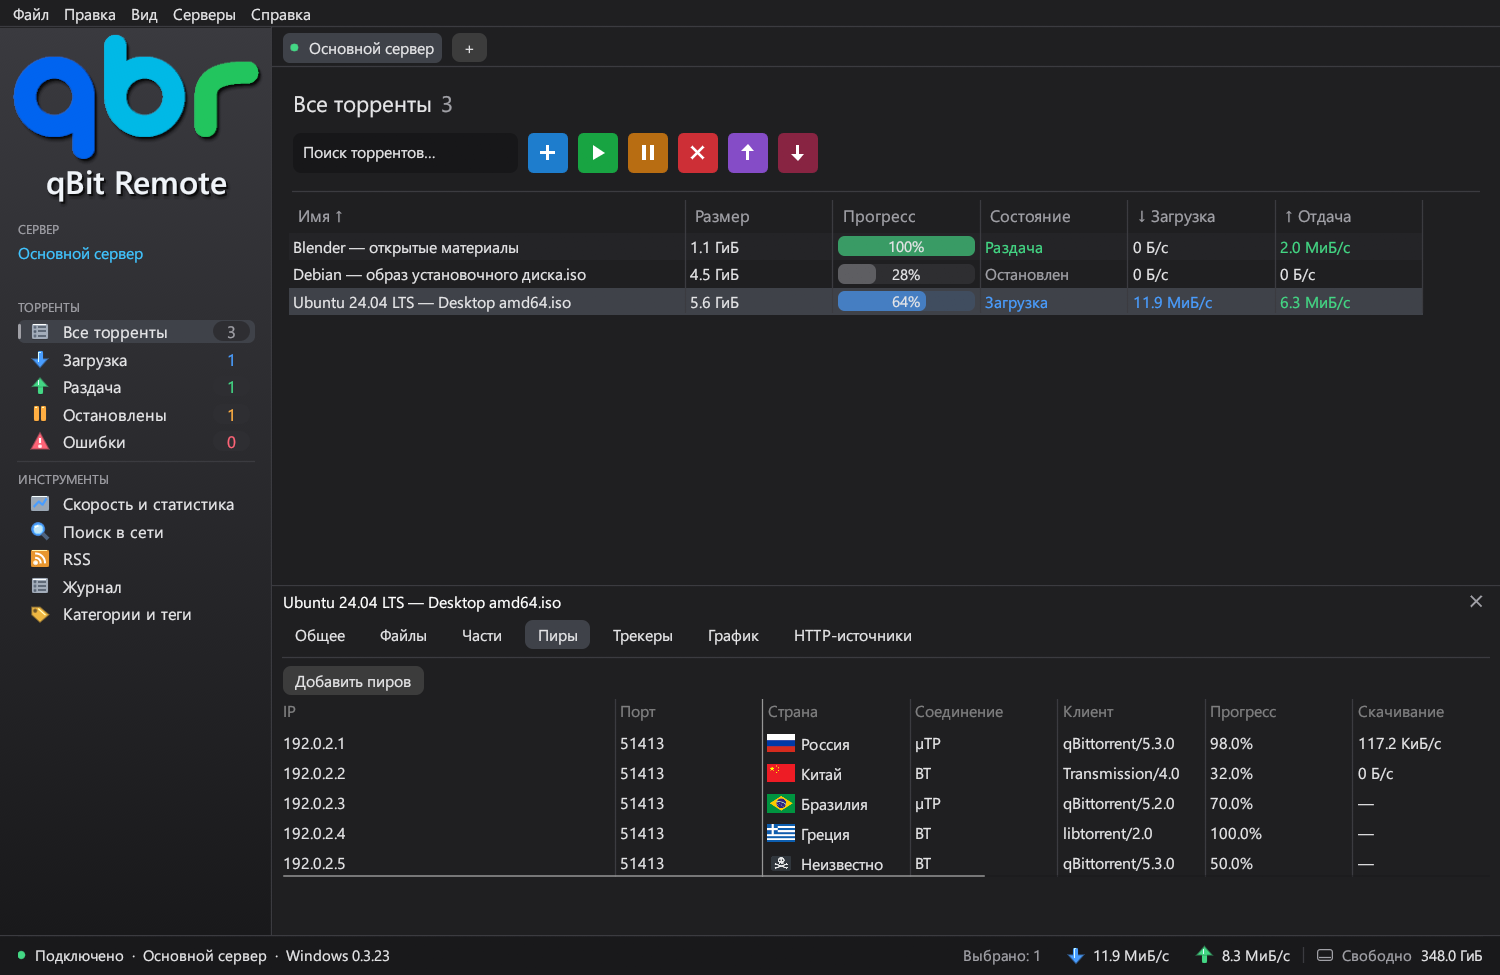 Файл Правка Вид Серверы Справка
qbr
qBit Remote
СЕРВЕР
Основной сервер
ТОРРЕНТЫ
Все торренты 3
Загрузка 1
Раздача 1
Остановлены 1
Ошибки 0
ИНСТРУМЕНТЫ
Скорость и статистика
Поиск в сети
RSS
Журнал
Категории и теги
Основной сервер +
Все торренты 3
Поиск торрентов...
Имя ↑ Размер Прогресс Состояние ↓ Загрузка ↑ Отдача
Blender — открытые материалы 1.1 ГиБ 100% Раздача 0 Б/с 2.0 МиБ/с
Debian — образ установочного диска.iso 4.5 ГиБ 28% Остановлен 0 Б/с 0 Б/с
Ubuntu 24.04 LTS — Desktop amd64.iso 5.6 ГиБ 64% Загрузка 11.9 МиБ/с 6.3 МиБ/с
Ubuntu 24.04 LTS — Desktop amd64.iso
Общее Файлы Части Пиры Трекеры График HTTP-источники
Добавить пиров
IP Порт Страна Соединение Клиент Прогресс Скачивание
192.0.2.1 51413 Россия μTP qBittorrent/5.3.0 98.0% 117.2 КиБ/с
192.0.2.2 51413 Китай BT Transmission/4.0 32.0% 0 Б/с
192.0.2.3 51413 Бразилия μTP qBittorrent/5.2.0 70.0% —
192.0.2.4 51413 Греция BT libtorrent/2.0 100.0% —
192.0.2.5 51413 Неизвестно BT qBittorrent/5.3.0 50.0% —
Подключено · Основной сервер · Windows 0.3.23
Выбрано: 1 11.9 МиБ/с 8.3 МиБ/с Свободно 348.0 ГиБ